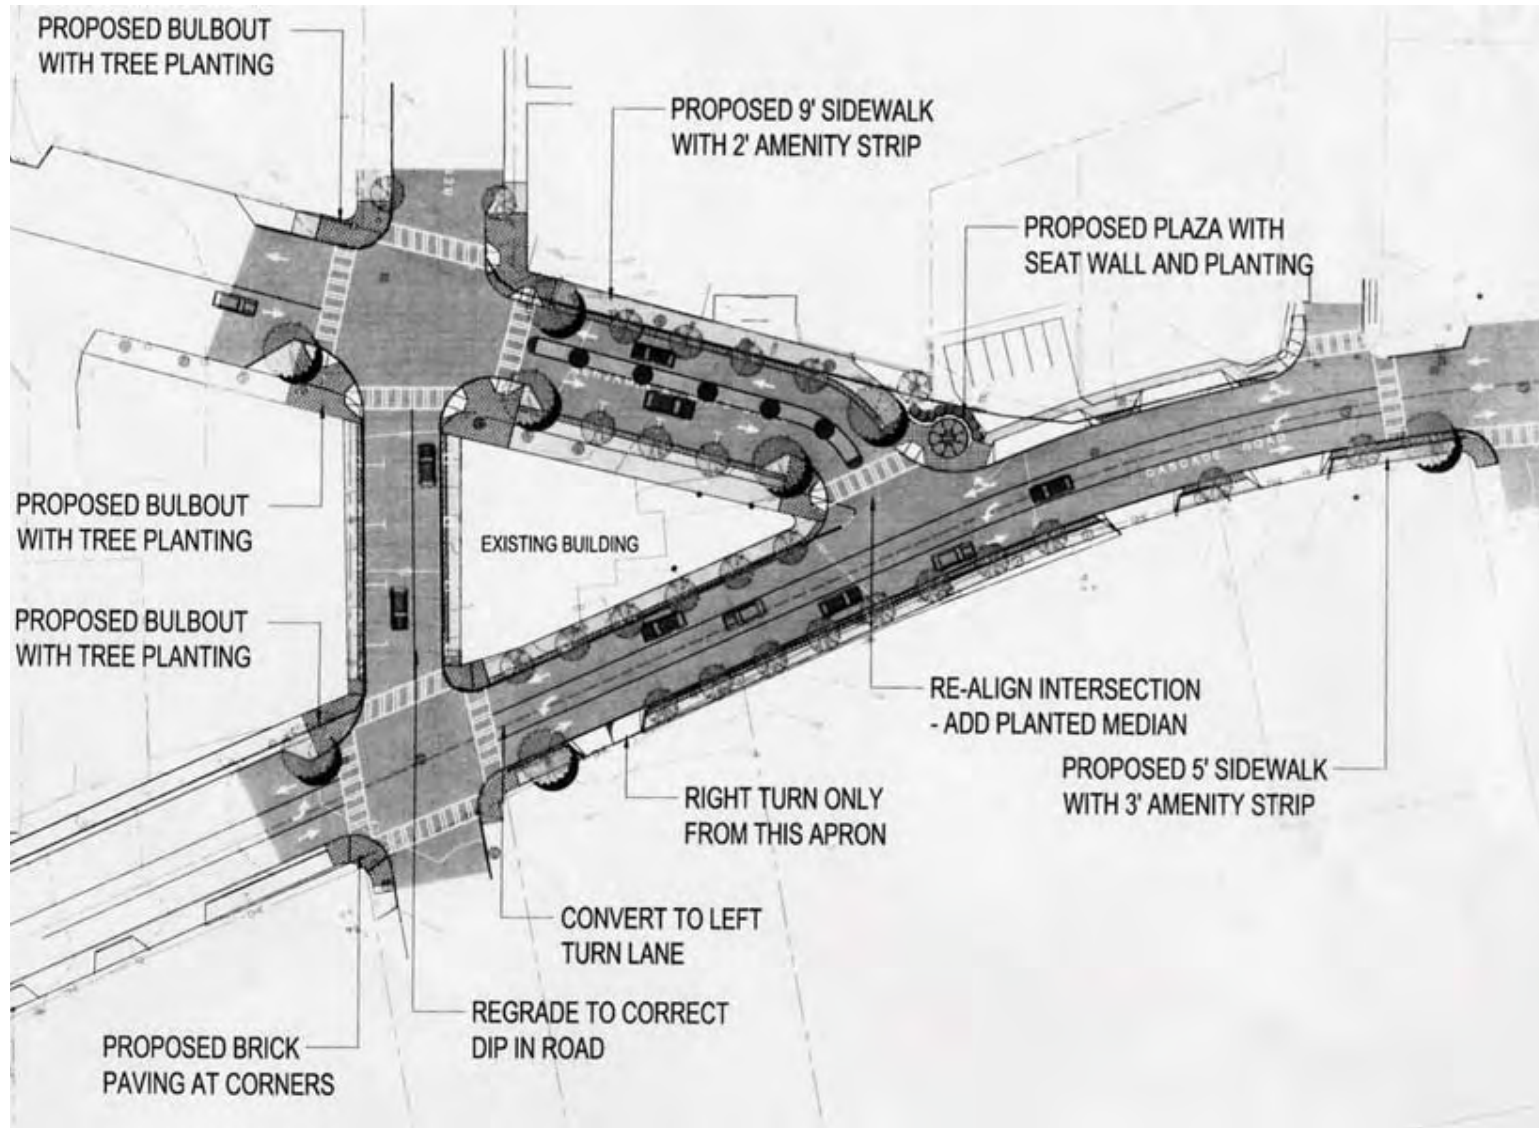 PROPOSED BULBOUT
WITH TREE PLANTING
PROPOSED 9' SIDEWALK
WITH 2' AMENITY STRIP
PROPOSED PLAZA WITH
SEAT WALL AND PLANTING
CASCADE ROAD
PROPOSED BULBOUT
WITH TREE PLANTING
EXISTING BUILDING
PROPOSED BULBOUT
WITH TREE PLANTING
RE-ALIGN INTERSECTION
- ADD PLANTED MEDIAN
PROPOSED 5' SIDEWALK
WITH 3' AMENITY STRIP
RIGHT TURN ONLY
FROM THIS APRON
CONVERT TO LEFT
TURN LANE
REGRADE TO CORRECT
DIP IN ROAD
PROPOSED BRICK
PAVING AT CORNERS